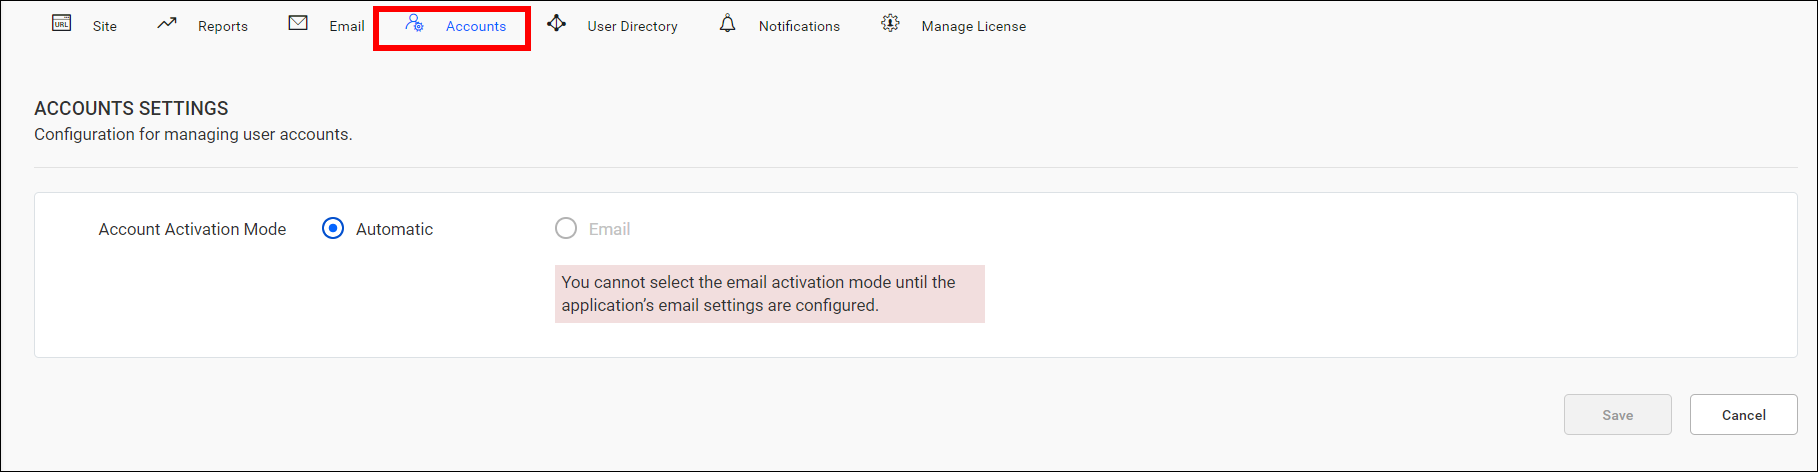 URL Site Reports Email Accounts User Directory Notifications Manage License
ACCOUNTS SETTINGS
Configuration for managing user accounts.
Account Activation Mode Automatic Email
You cannot select the email activation mode until the
application’s email settings are configured.
Save Cancel